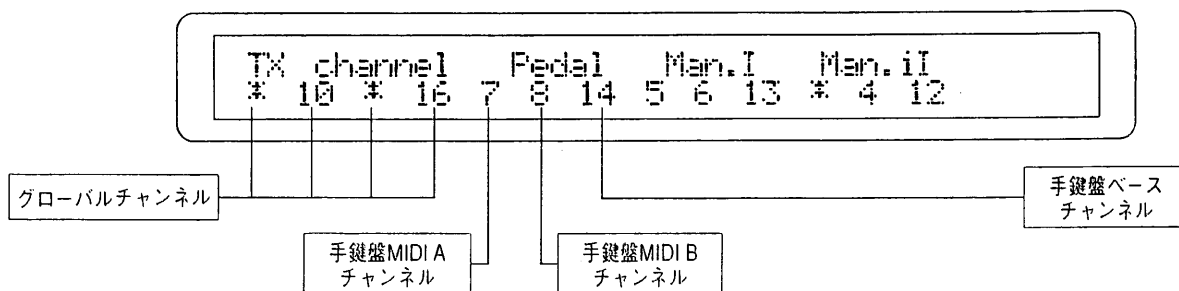 TX channel Pedal Man.I Man.iI
* 10 * 16 7 8 14 5 6 13 * 4 12
グローバルチャンネル
手鍵盤ベース
チャンネル
手鍵盤MIDI A
チャンネル
手鍵盤MIDI B
チャンネル